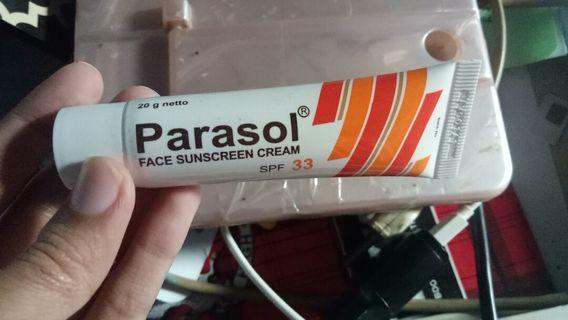 20 g netto
Parasol®
FACE SUNSCREEN CREAM
SPF 33